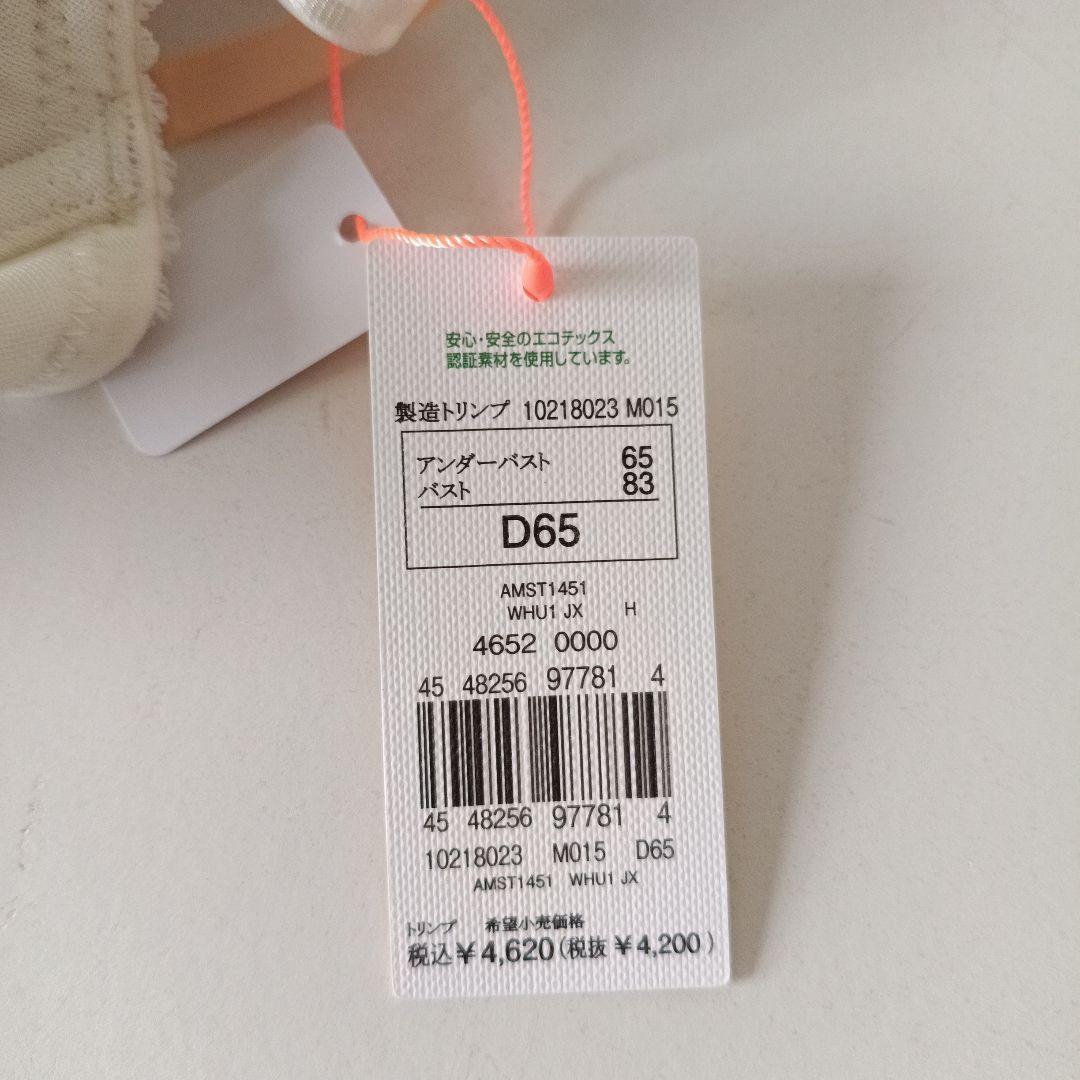 安心・安全のエコテックス
認証素材を使用しています。
製造トリンプ 10218023 M015
アンダーバスト 65
バスト 83
D65
AMST1451
WHU1 JX H
4652 0000
45 48256 97781 4
45 48256 97781 4
10218023 M015 D65
AMST1451 WHU1 JX
トリンプ 希望小売価格
税込¥4,620(税抜¥4,200)